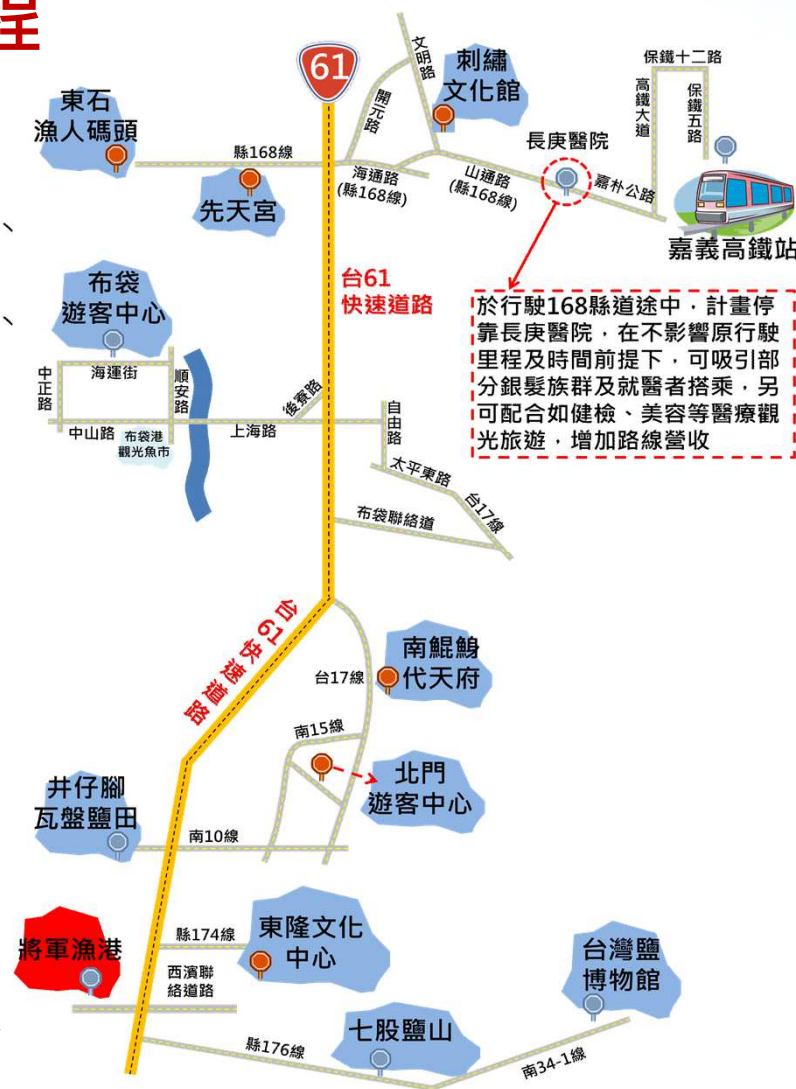 程
61
東石
漁人碼頭
縣168線
先天宮
開元路
文明路
刺繡
文化館
海通路
(縣168線)
山通路
(縣168線)
長庚醫院
嘉朴公路
高鐵大道
保鐵十二路
保鐵五路
嘉義高鐵站
、
、
台61
快速道路
於行駛168縣道途中，計畫停
靠長庚醫院，在不影響原行駛
里程及時間前提下，可吸引部
分銀髮族群及就醫者搭乘，另
可配合如健檢、美容等醫療觀
光旅遊，增加路線營收
布袋
遊客中心
中正路
海運街
順安路
中山路
布袋港
觀光魚市
上海路
後寮路
自由路
太平東路
台17線
布袋聯絡道
台61快速道路
台17線
南鯤鯓
代天府
南15線
北門
遊客中心
井仔腳
瓦盤鹽田
南10線
將軍漁港
縣174線
東隆文化
中心
西濱聯
絡道路
台灣鹽
博物館
七股鹽山
縣176線
南34-1線